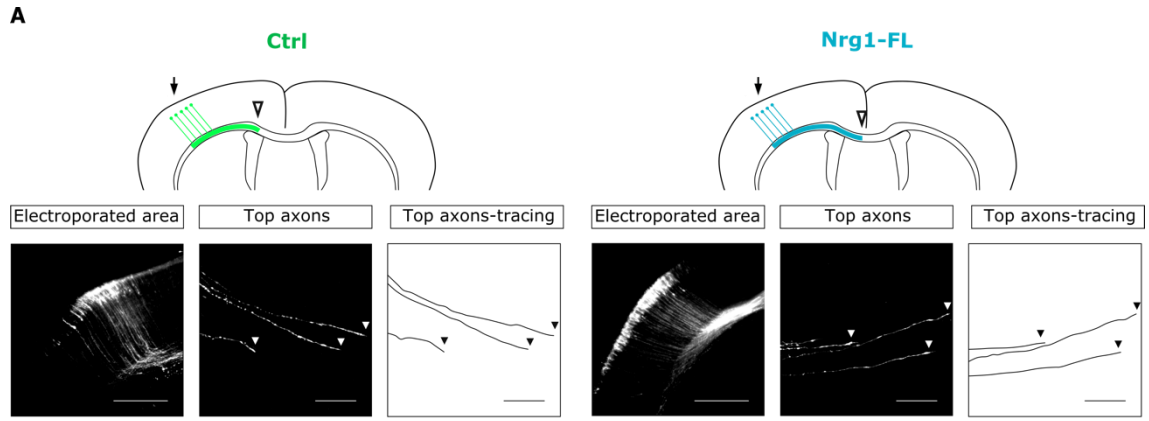 A
Ctrl
Nrg1-FL
Electroporated area
Top axons
Top axons-tracing
Electroporated area
Top axons
Top axons-tracing